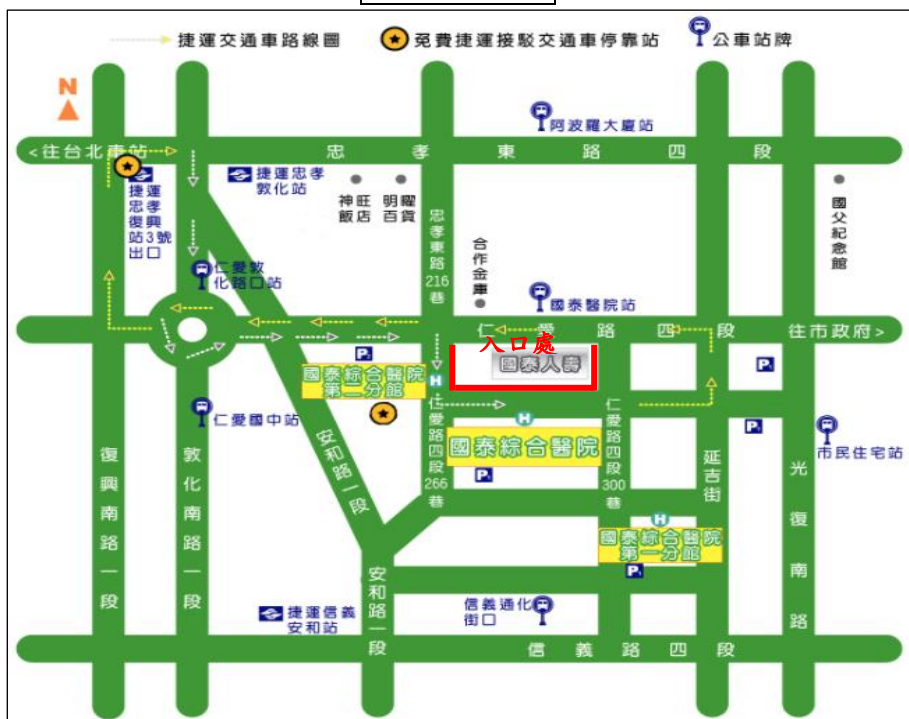 捷運交通車路線圖
免費捷運接駁交通車停靠站
公車站牌
N
阿波羅大廈站
<往台北車站
忠孝東路四段
捷運
忠孝
復興
站3號
出口
捷運忠孝
敦化站
神旺
飯店
明曜
百貨
忠孝東路216巷
合作金庫
國父紀念館
仁愛敦
化路口站
國泰醫院站
仁愛路四段
往市政府>
入口處
國泰人壽
P
國泰綜合醫院
第二分館
H
P
仁愛國中站
H
國泰綜合醫院
P
仁愛路四段266巷
仁愛路四段300巷
P
市民住宅站
安和路一段
延吉街
復興南路一段
敦化南路一段
光復南路
H
國泰綜合醫院
第一分館
P
安和路一段
捷運信義
安和站
信義通化
街口
信義路四段